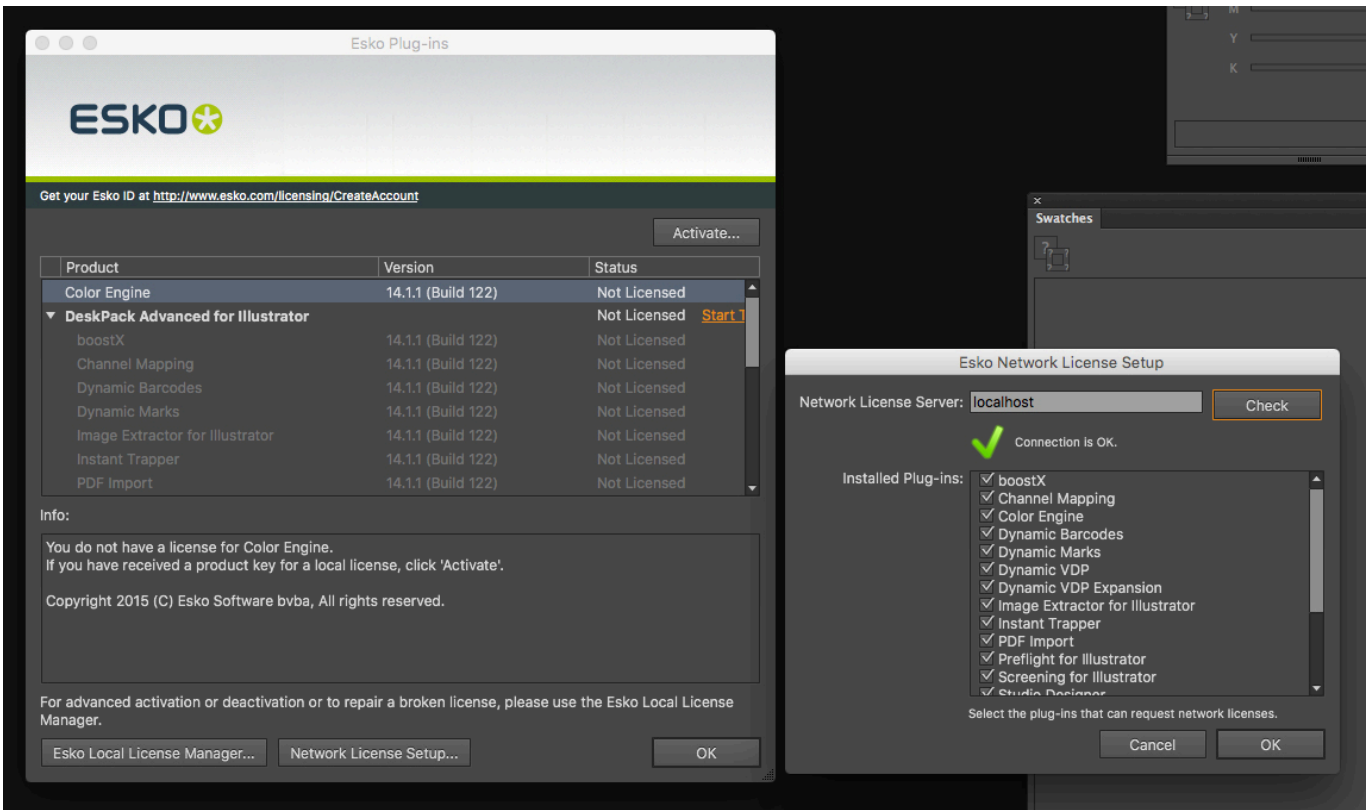 Esko Plug-ins
ESKO
Get your Esko ID at http://www.esko.com/licensing/CreateAccount
Activate...
Product Version Status
Color Engine 14.1.1 (Build 122) Not Licensed
DeskPack Advanced for Illustrator Not Licensed Start T
boostX 14.1.1 (Build 122) Not Licensed
Channel Mapping 14.1.1 (Build 122) Not Licensed
Dynamic Barcodes 14.1.1 (Build 122) Not Licensed
Dynamic Marks 14.1.1 (Build 122) Not Licensed
Image Extractor for Illustrator 14.1.1 (Build 122) Not Licensed
Instant Trapper 14.1.1 (Build 122) Not Licensed
PDF Import 14.1.1 (Build 122) Not Licensed
Info:
You do not have a license for Color Engine.
If you have received a product key for a local license, click 'Activate'.
Copyright 2015 (C) Esko Software bvba, All rights reserved.
For advanced activation or deactivation or to repair a broken license, please use the Esko Local License
Manager.
Esko Local License Manager... Network License Setup... OK
M
Y
K
Swatches
Esko Network License Setup
Network License Server: localhost Check
Connection is OK.
Installed Plug-ins:
boostX
Channel Mapping
Color Engine
Dynamic Barcodes
Dynamic Marks
Dynamic VDP
Dynamic VDP Expansion
Image Extractor for Illustrator
Instant Trapper
PDF Import
Preflight for Illustrator
Screening for Illustrator
Studio Designer
Select the plug-ins that can request network licenses.
Cancel OK